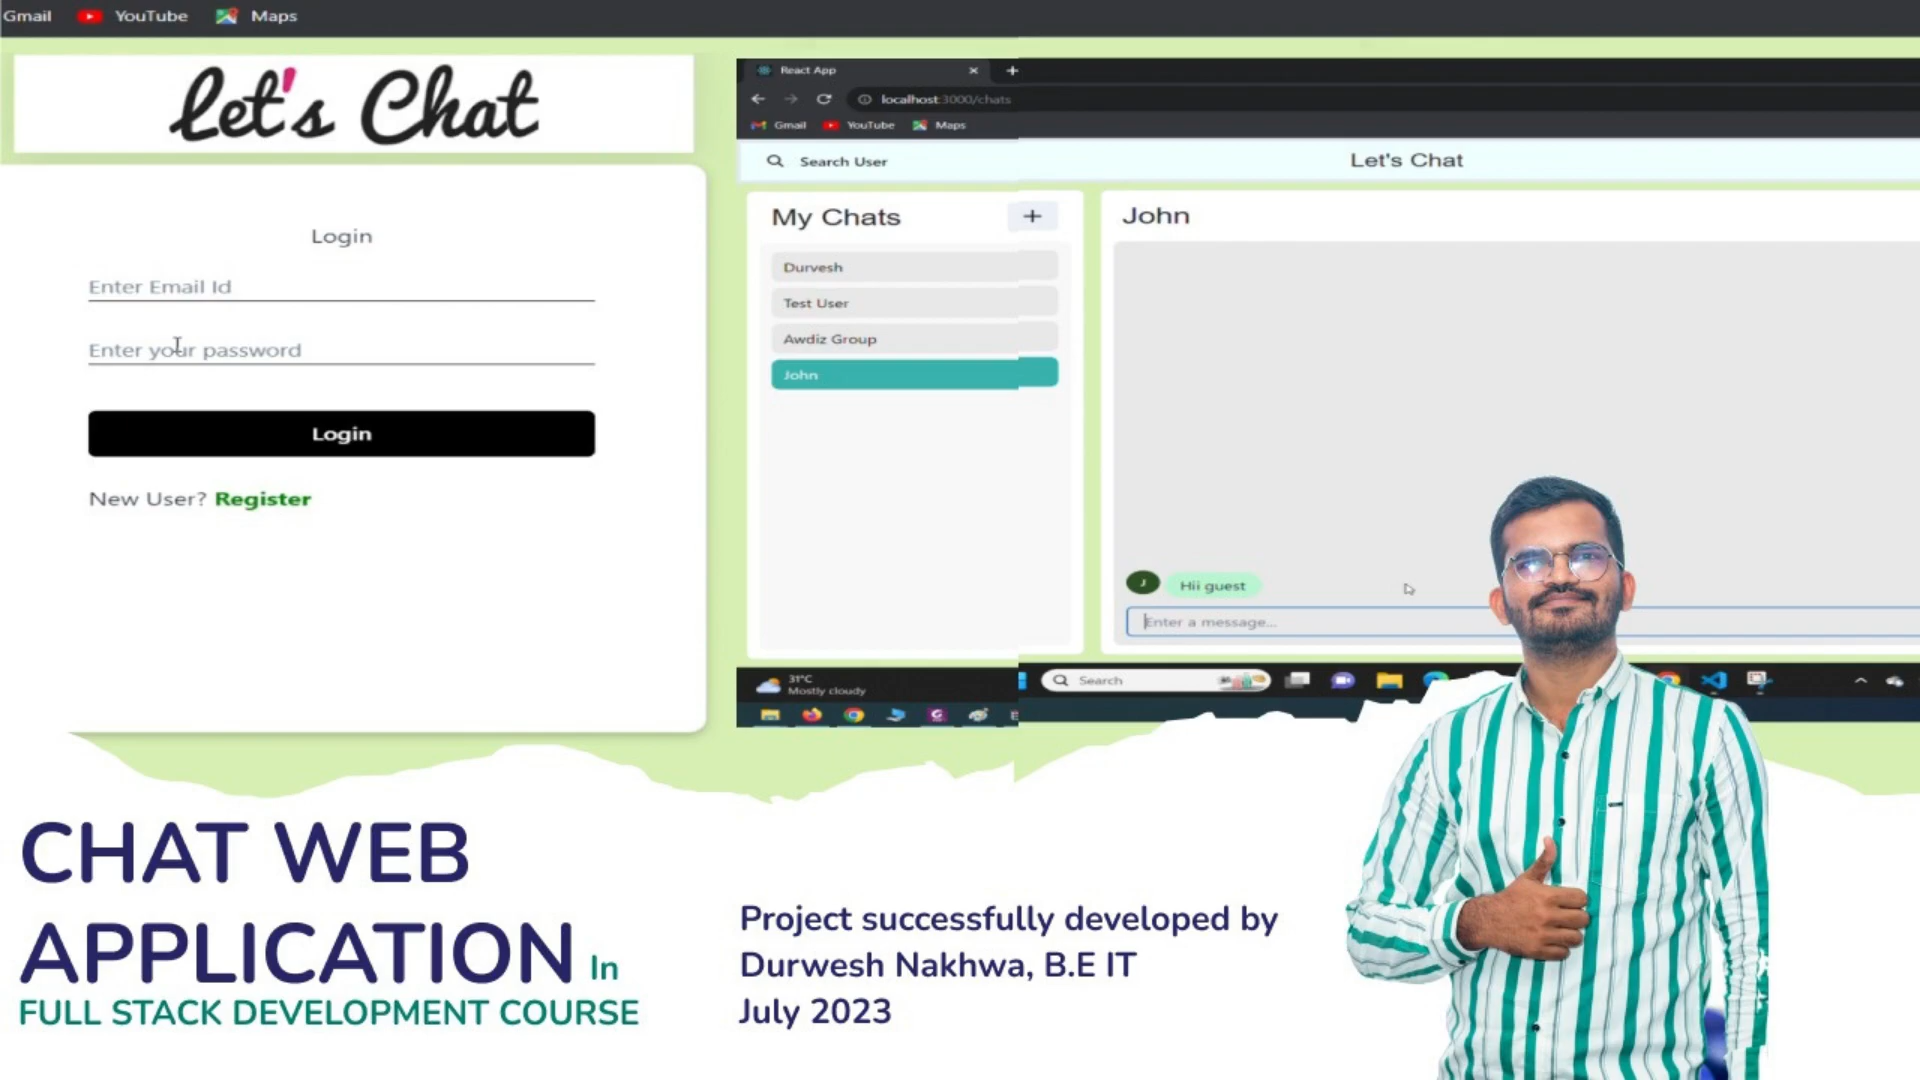 Gmail YouTube Maps
let's Chat
Login
Enter Email Id
Enter your password
Login
New User? Register
React App
localhost:3000/chats
Gmail YouTube Maps
Search User
Let's Chat
My Chats +
Durvesh
Test User
Awdiz Group
John
John
J Hii guest
Enter a message...
31°C
Mostly cloudy
Search
CHAT WEB
APPLICATION In
FULL STACK DEVELOPMENT COURSE
Project successfully developed by
Durwesh Nakhwa, B.E IT
July 2023